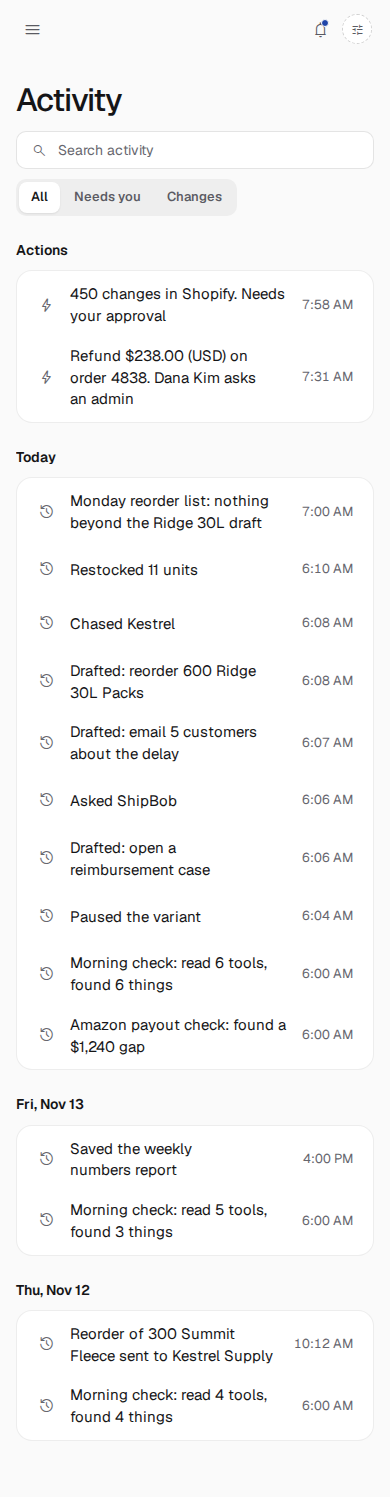 Activity
Search activity
All Needs you Changes
Actions
450 changes in Shopify. Needs
your approval
7:58 AM
Refund $238.00 (USD) on
order 4838. Dana Kim asks
an admin
7:31 AM
Today
Monday reorder list: nothing
beyond the Ridge 30L draft
7:00 AM
Restocked 11 units
6:10 AM
Chased Kestrel
6:08 AM
Drafted: reorder 600 Ridge
30L Packs
6:08 AM
Drafted: email 5 customers
about the delay
6:07 AM
Asked ShipBob
6:06 AM
Drafted: open a
reimbursement case
6:06 AM
Paused the variant
6:04 AM
Morning check: read 6 tools,
found 6 things
6:00 AM
Amazon payout check: found a
$1,240 gap
6:00 AM
Fri, Nov 13
Saved the weekly
numbers report
4:00 PM
Morning check: read 5 tools,
found 3 things
6:00 AM
Thu, Nov 12
Reorder of 300 Summit
Fleece sent to Kestrel Supply
10:12 AM
Morning check: read 4 tools,
found 4 things
6:00 AM